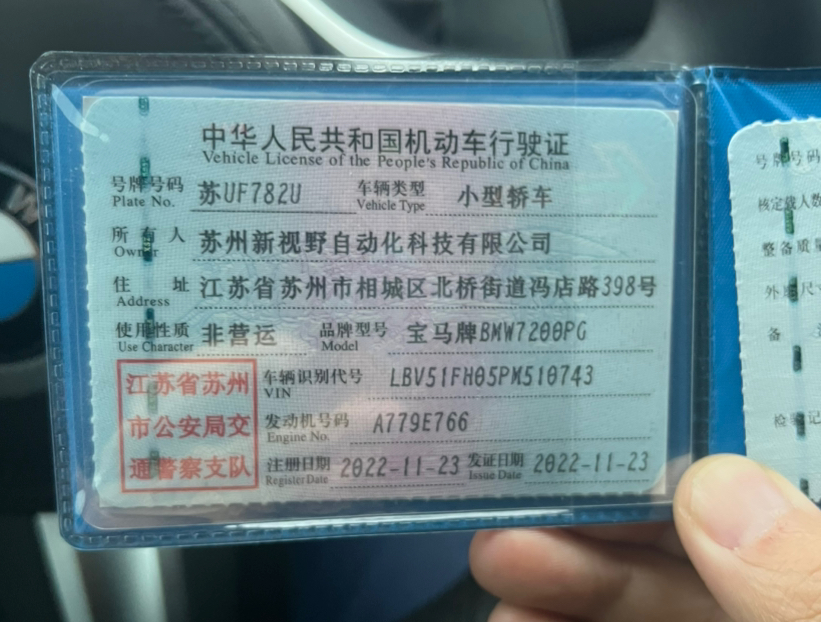 中华人民共和国机动车行驶证
Vehicle License of the People's Republic of China
号牌号码 苏UF782U 车辆类型 小型轿车
Plate No. Vehicle Type
所有人 苏州新视野自动化科技有限公司
Owner
住址 江苏省苏州市相城区北桥街道冯店路398号
Address
使用性质 非营运 品牌型号 宝马牌BMW7200PG
Use Character Model
江苏省苏州
市公安局交
通警察支队
车辆识别代号 LBV51FH05PM510743
VIN
发动机号码 A779E766
Engine No.
注册日期 2022-11-23 发证日期 2022-11-23
Register Date Issue Date
号牌号码
核定载人数
整备质量
外
尺寸
备
检
记